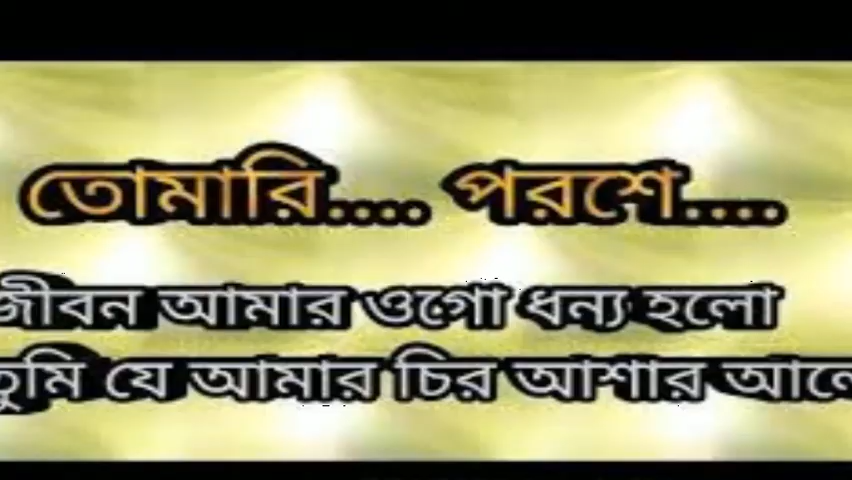 তোমারি.... পরশে....
জীবন আমার ওগো ধন্য হলো
তুমি যে আমার চির আশার